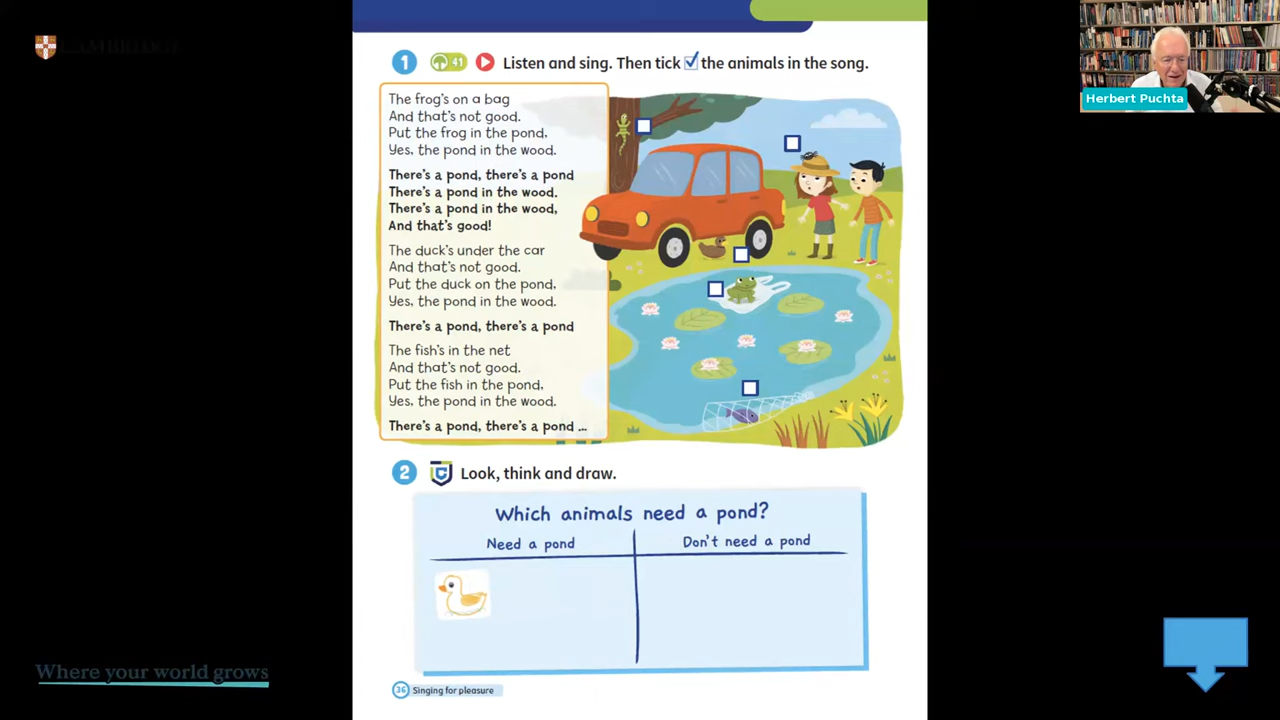 CAMBRIDGE
Herbert Puchta
1 41 Listen and sing. Then tick the animals in the song.
The frog's on a bag
And that's not good.
Put the frog in the pond,
Yes, the pond in the wood.
There's a pond, there's a pond
There's a pond in the wood.
There's a pond in the wood,
And that's good!
The duck's under the car
And that's not good.
Put the duck on the pond,
Yes, the pond in the wood.
There's a pond, there's a pond
The fish's in the net
And that's not good.
Put the fish in the pond,
Yes, the pond in the wood.
There's a pond, there's a pond ...
2 Look, think and draw.
Which animals need a pond?
Need a pond
Don't need a pond
36 Singing for pleasure
Where your world grows